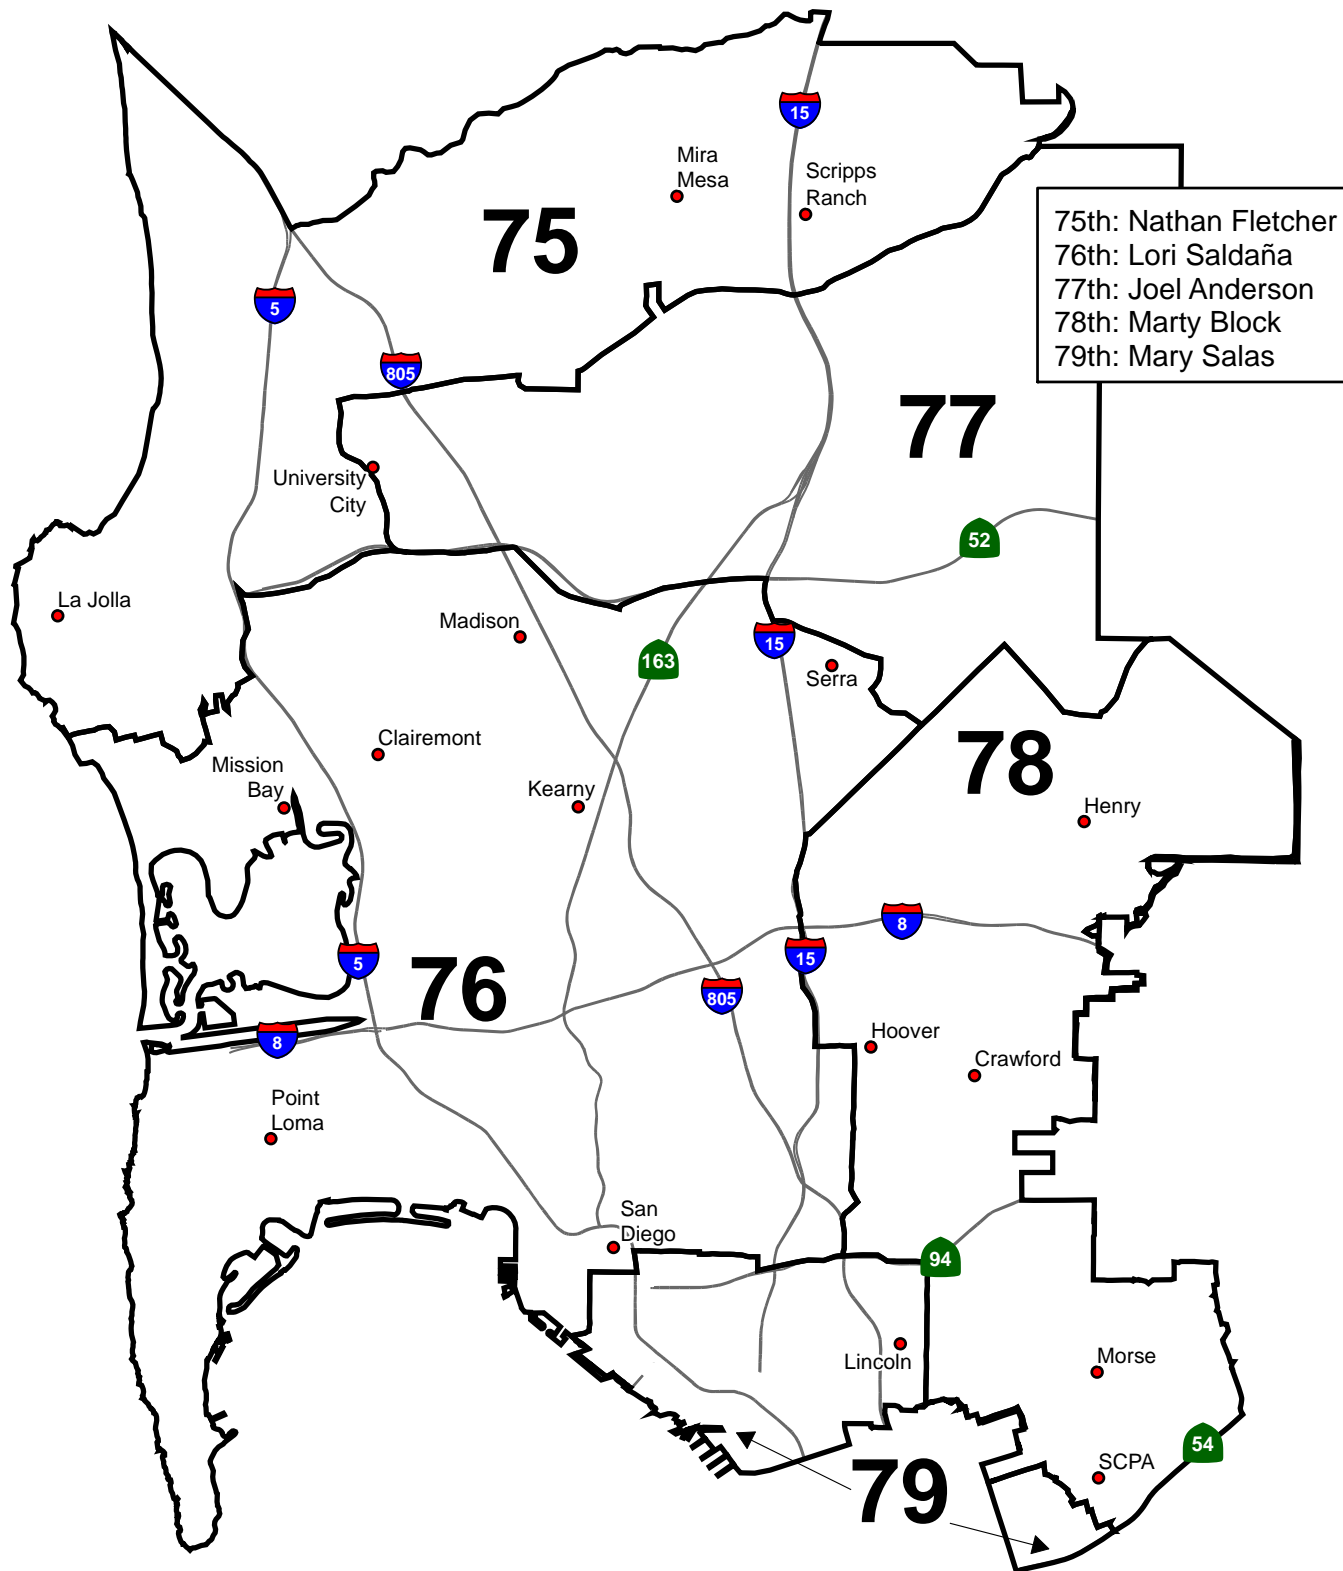 15
Mira
Mesa
Scripps
Ranch
75
75th: Nathan Fletcher
76th: Lori Saldaña
77th: Joel Anderson
78th: Marty Block
79th: Mary Salas
5
805
77
University
City
52
La Jolla
Madison
163
15
Serra
Clairemont
78
Mission
Bay
Kearny
Henry
8
5
76
15
805
8
Hoover
Crawford
Point
Loma
San
Diego
94
Lincoln
Morse
54
SCPA
79